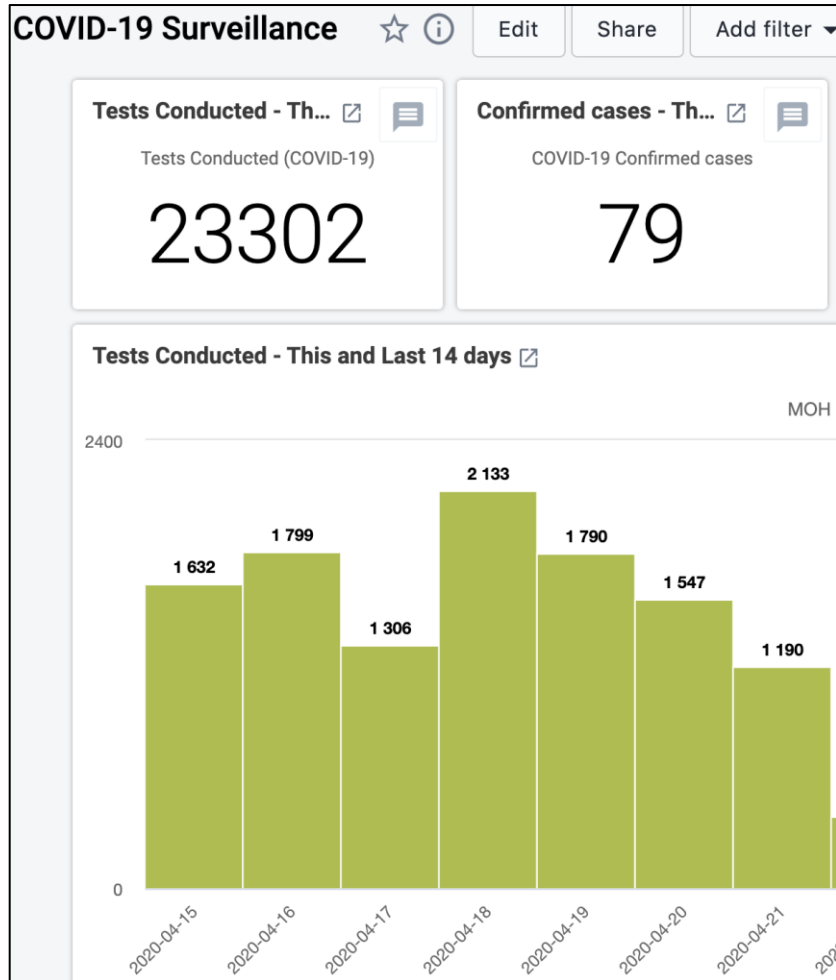 COVID-19 Surveillance
Edit
Share
Add filter
Tests Conducted - Th...
Tests Conducted (COVID-19)
23302
Confirmed cases - Th...
COVID-19 Confirmed cases
79
Tests Conducted - This and Last 14 days
MOH
2400
2 133
1 799
1 790
1 632
1 547
1 306
1 190
0
2020-04-15
2020-04-16
2020-04-17
2020-04-18
2020-04-19
2020-04-20
2020-04-21